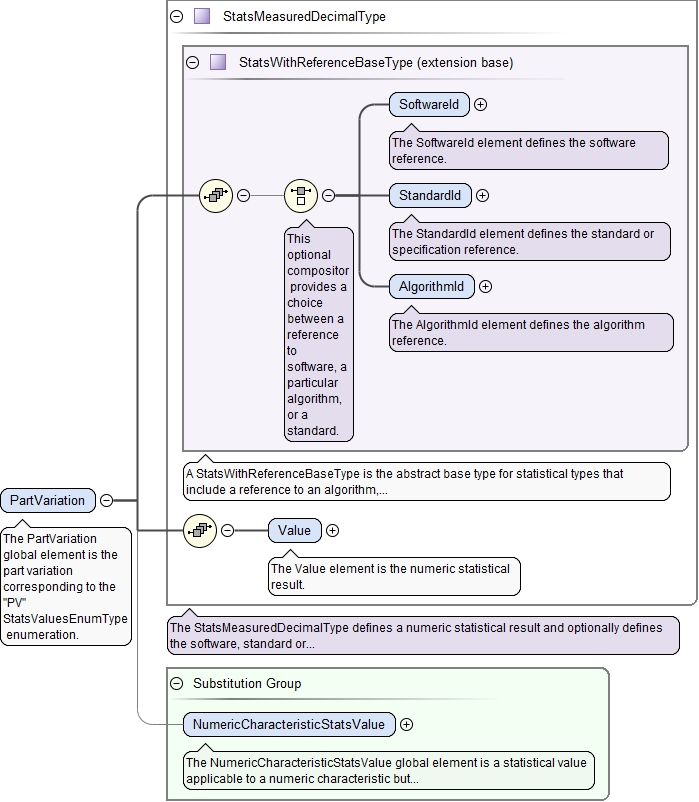 StatsMeasuredDecimalType
StatsWithReferenceBaseType (extension base)
SoftwareId
The SoftwareId element defines the software
reference.
StandardId
The StandardId element defines the standard or
specification reference.
AlgorithmId
The AlgorithmId element defines the algorithm
reference.
This
optional
compositor
provides a
choice
between a
reference
to
software, a
particular
algorithm,
or a
standard.
A StatsWithReferenceBaseType is the abstract base type for statistical types that
include a reference to an algorithm,...
PartVariation
The PartVariation
global element is the
part variation
corresponding to the
"PV"
StatsValuesEnumType
enumeration.
Value
The Value element is the numeric statistical
result.
The StatsMeasuredDecimalType defines a numeric statistical result and optionally defines
the software, standard or...
Substitution Group
NumericCharacteristicStatsValue
The NumericCharacteristicStatsValue global element is a statistical value
applicable to a numeric characteristic but...